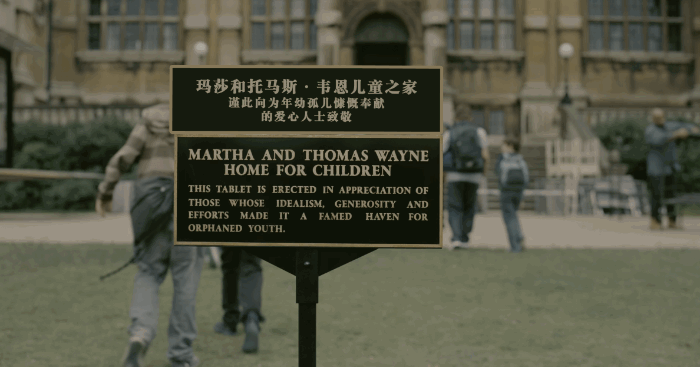 玛莎和托马斯·韦恩儿童之家
谨此向为年幼孤儿慷慨奉献
的爱心人士致敬
MARTHA AND THOMAS WAYNE
HOME FOR CHILDREN
THIS TABLET IS ERECTED IN APPRECIATION OF
THOSE WHOSE IDEALISM, GENEROSITY AND
EFFORTS MADE IT A FAMED HAVEN FOR
ORPHANED YOUTH.